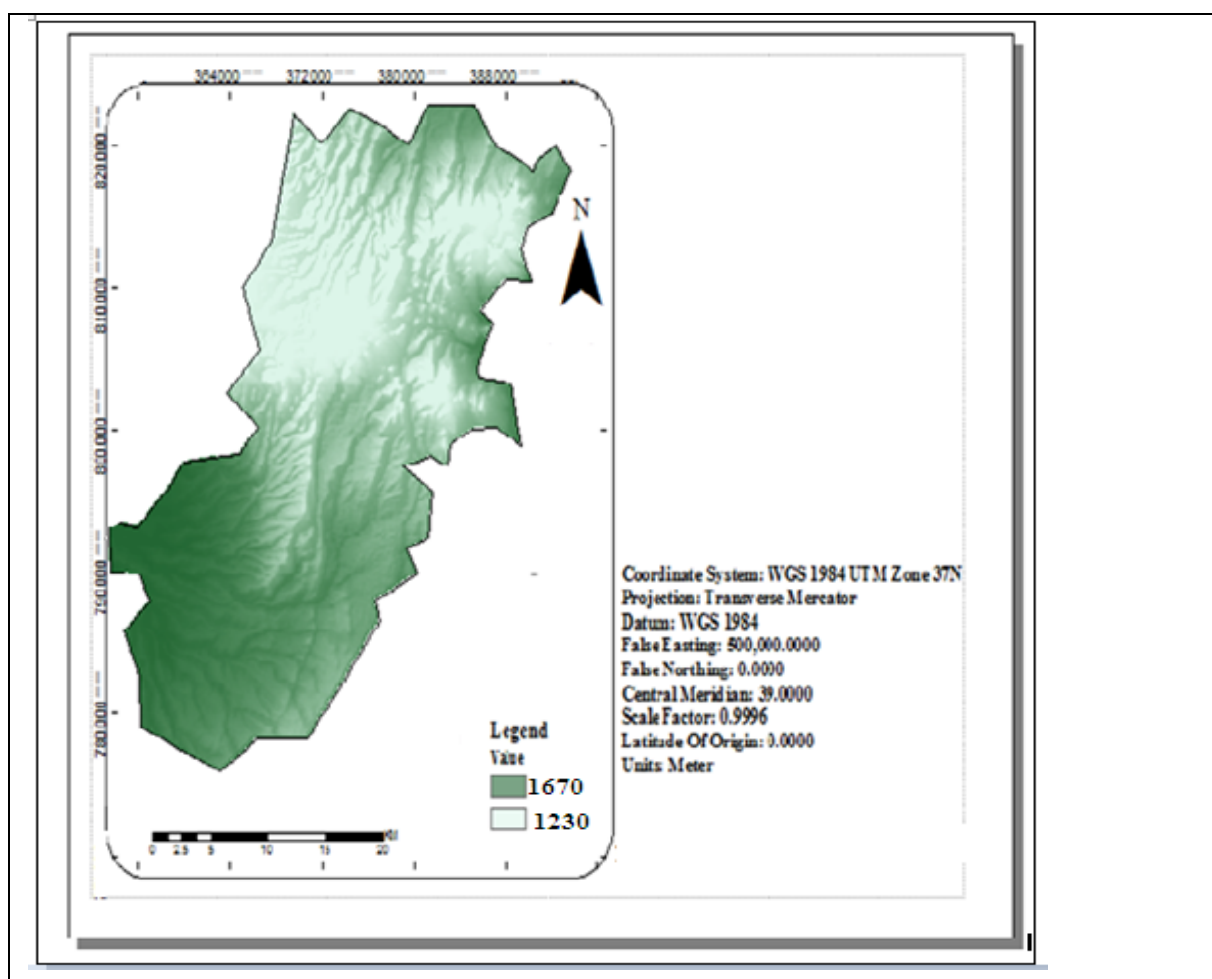 364000 372000 380000 388000
820000
N
810000
800000
790000
780000
Coordinate System: WGS 1984 UTM Zone 37N
Projection: Transverse Mercator
Datum: WGS 1984
False Easting: 500,000.0000
False Northing: 0.0000
Central Meridian: 39.0000
Scale Factor: 0.9996
Latitude Of Origin: 0.0000
Units: Meter
Legend
Value
1670
1230
0 2.5 5 10 15 20